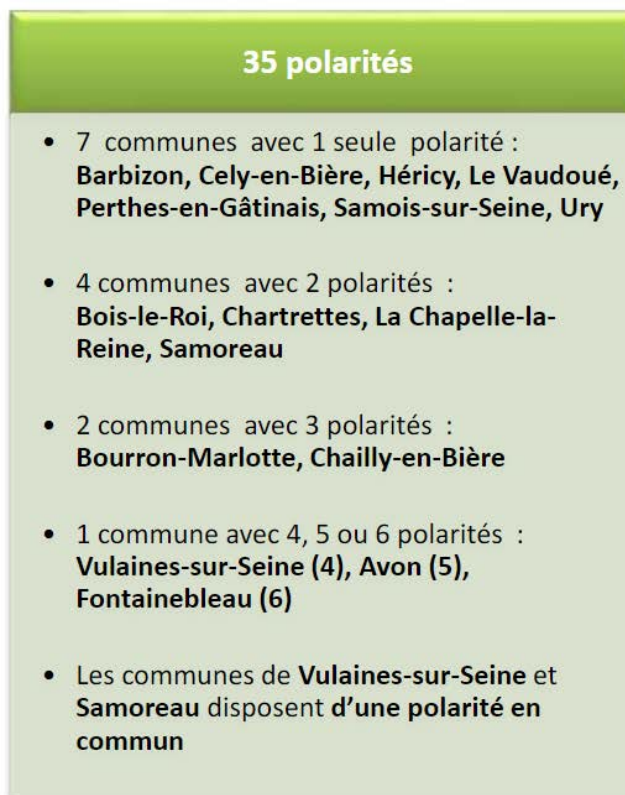 35 polarités
• 7 communes avec 1 seule polarité :
Barbizon, Cely-en-Bière, Héricy, Le Vaudoué,
Perthes-en-Gâtinais, Samois-sur-Seine, Ury
• 4 communes avec 2 polarités :
Bois-le-Roi, Chartrettes, La Chapelle-la-
Reine, Samoreau
• 2 communes avec 3 polarités :
Bourron-Marlotte, Chailly-en-Bière
• 1 commune avec 4, 5 ou 6 polarités :
Vulaines-sur-Seine (4), Avon (5),
Fontainebleau (6)
• Les communes de Vulaines-sur-Seine et
Samoreau disposent d’une polarité en
commun